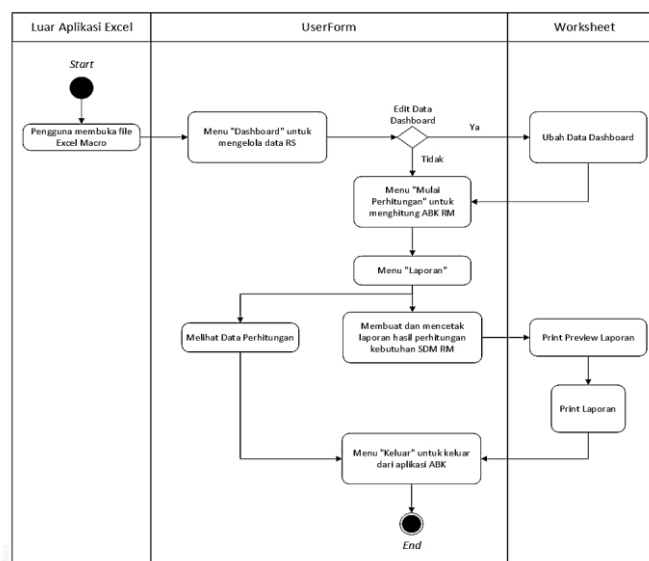 Luar Aplikasi Excel
UserForm
Worksheet
Start
Pengguna membuka file
Excel Macro
Menu "Dashboard" untuk
mengelola data RS
Edit Data
Dashboard
Ya
Ubah Data Dashboard
Tidak
Menu "Mulai
Perhitungan" untuk
menghitung ABK RM
Menu "Laporan"
Melihat Data Perhitungan
Membuat dan mencetak
laporan hasil perhitungan
kebutuhan SDM RM
Print Preview Laporan
Print Laporan
Menu "Keluar" untuk keluar
dari aplikasi ABK
End